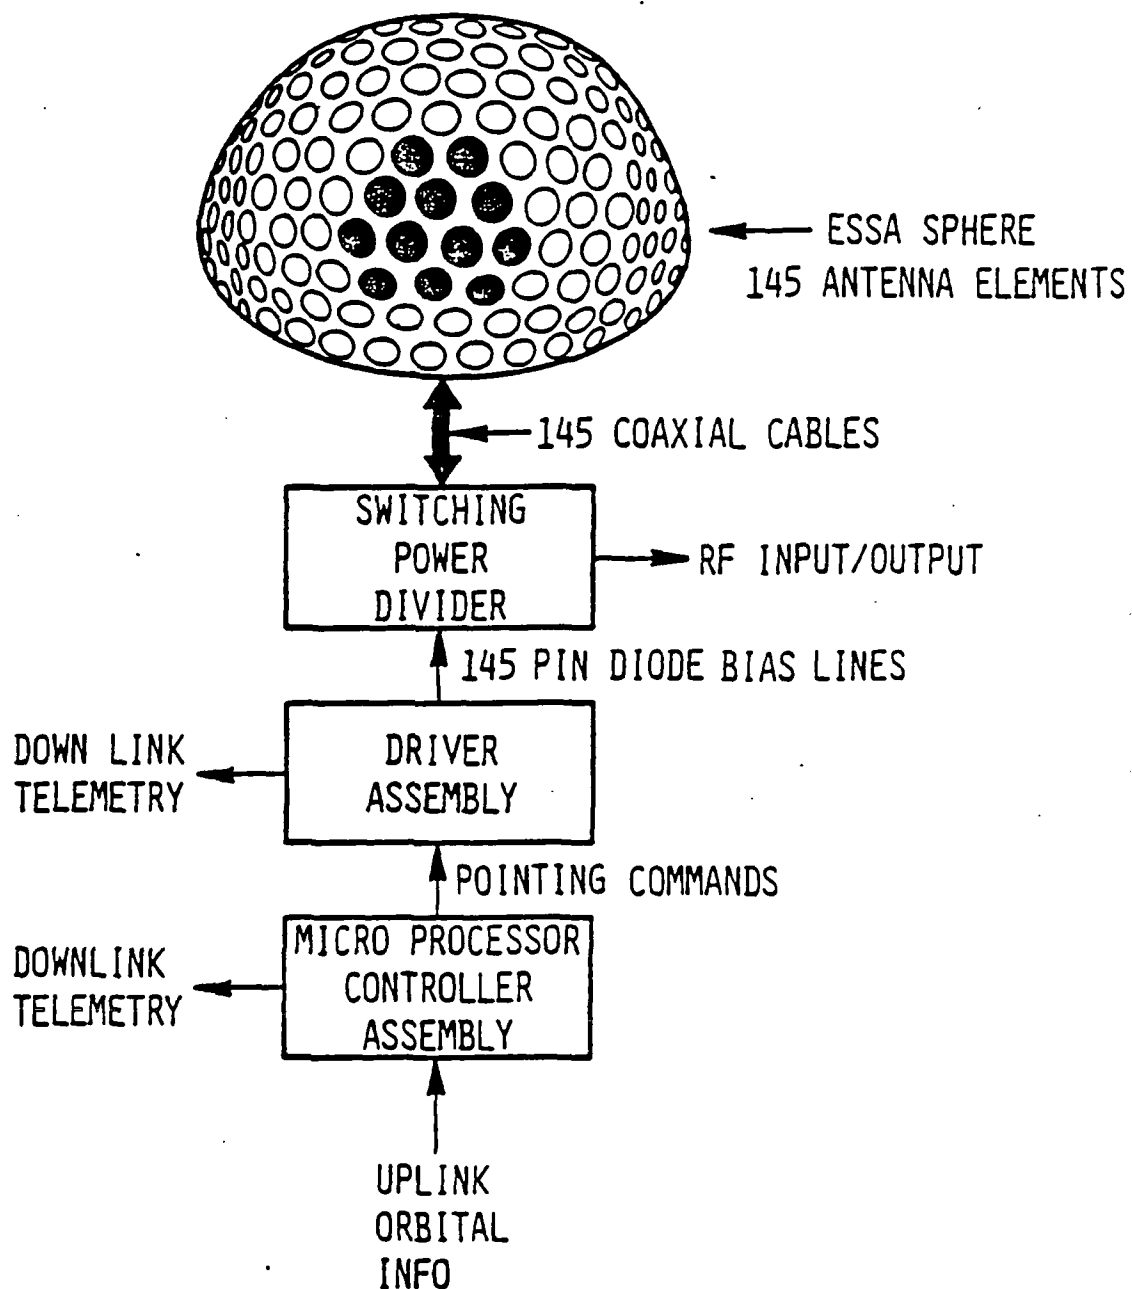 ESSA SPHERE
145 ANTENNA ELEMENTS
145 COAXIAL CABLES
SWITCHING
POWER
DIVIDER
RF INPUT/OUTPUT
145 PIN DIODE BIAS LINES
DOWN LINK
TELEMETRY
DRIVER
ASSEMBLY
POINTING COMMANDS
DOWNLINK
TELEMETRY
MICRO PROCESSOR
CONTROLLER
ASSEMBLY
UPLINK
ORBITAL
INFO